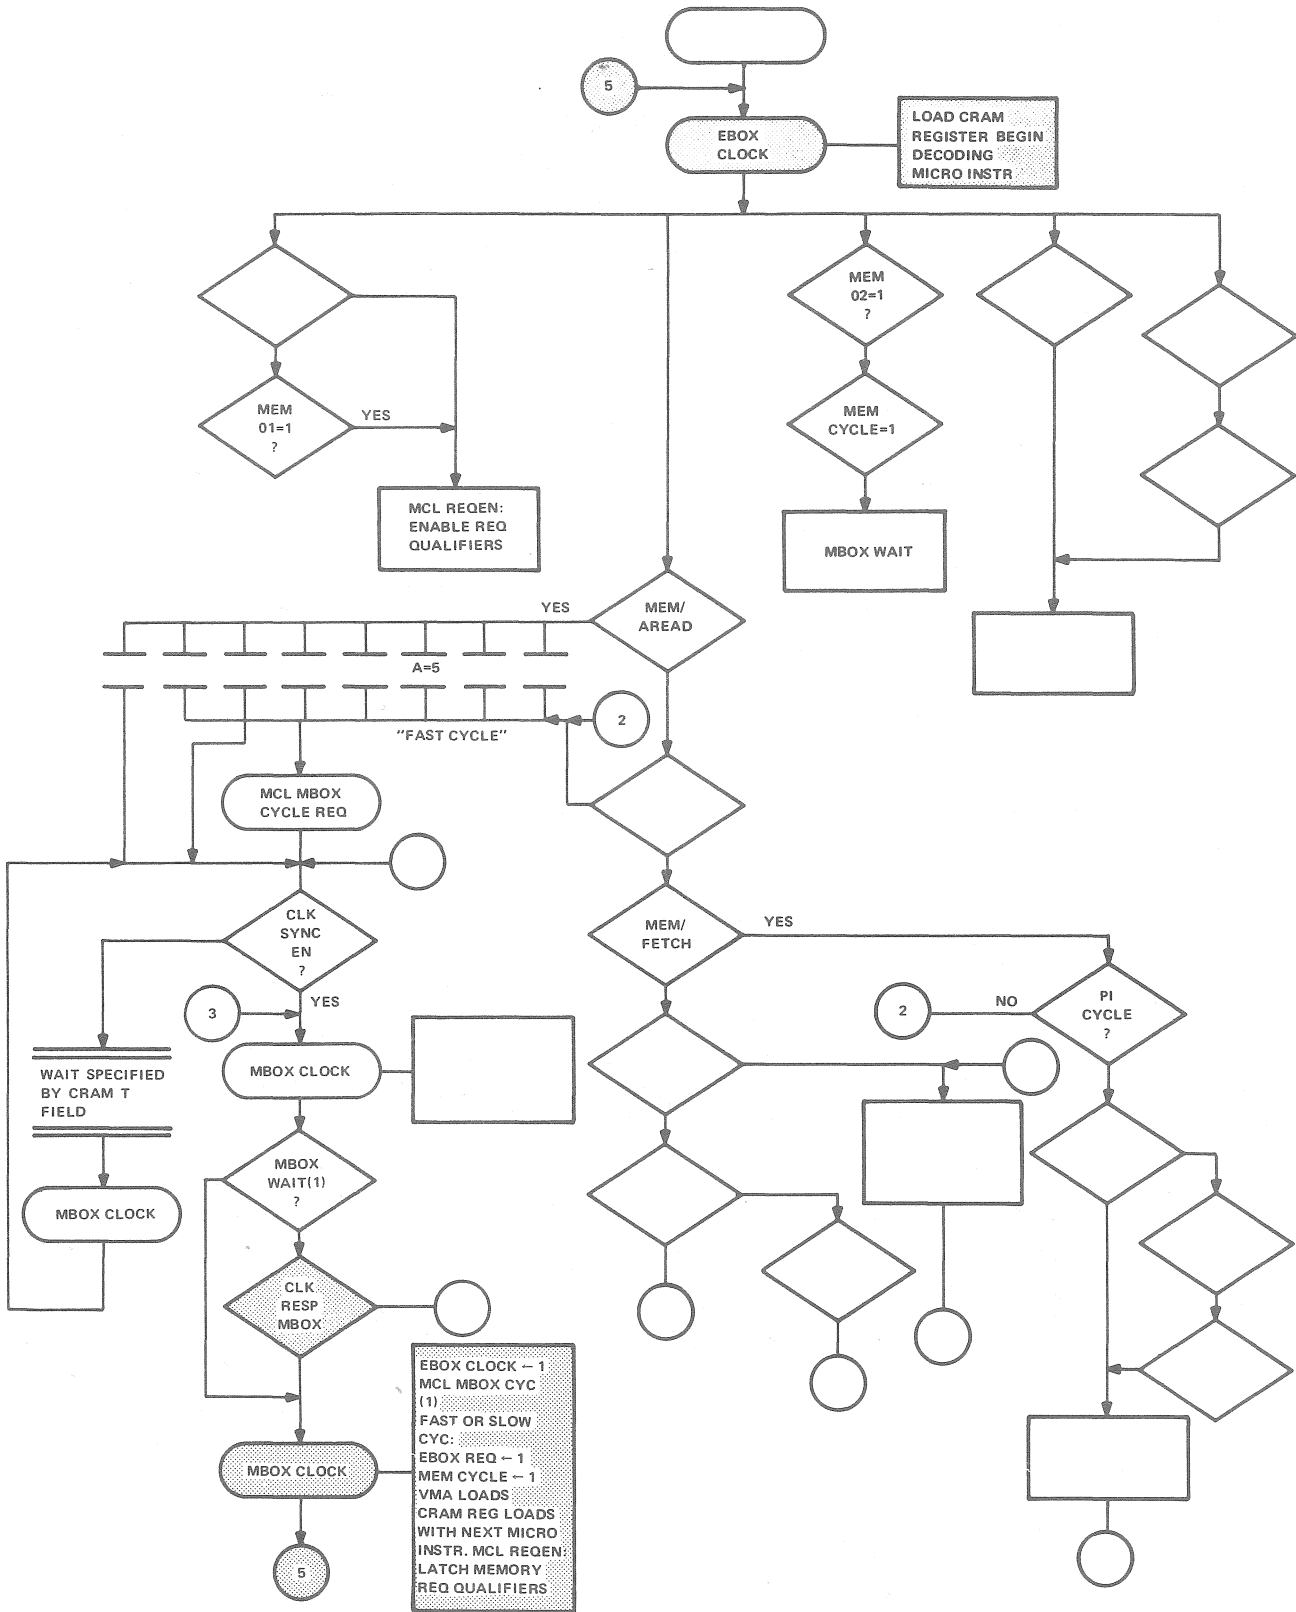 5
EBOX
CLOCK
LOAD CRAM
REGISTER BEGIN
DECODING
MICRO INSTR
MEM
02=1
?
MEM
01=1
?
YES
MEM
CYCLE=1
MCL REQEN:
ENABLE REQ
QUALIFIERS
MBOX WAIT
YES
MEM/
AREAD
A=5
2
"FAST CYCLE"
MCL MBOX
CYCLE REQ
CLK
SYNC
EN
?
YES
MEM/
FETCH
YES
3
2
NO
PI
CYCLE
?
WAIT SPECIFIED
BY CRAM T
FIELD
MBOX CLOCK
MBOX
WAIT(1)
?
MBOX CLOCK
CLK
RESP
MBOX
EBOX CLOCK ← 1
MCL MBOX CYC
(1)
FAST OR SLOW
CYC:
EBOX REQ ← 1
MEM CYCLE ← 1
VMA LOADS
CRAM REG LOADS
WITH NEXT MICRO
INSTR. MCL REQEN:
LATCH MEMORY
REQ QUALIFIERS
MBOX CLOCK
5